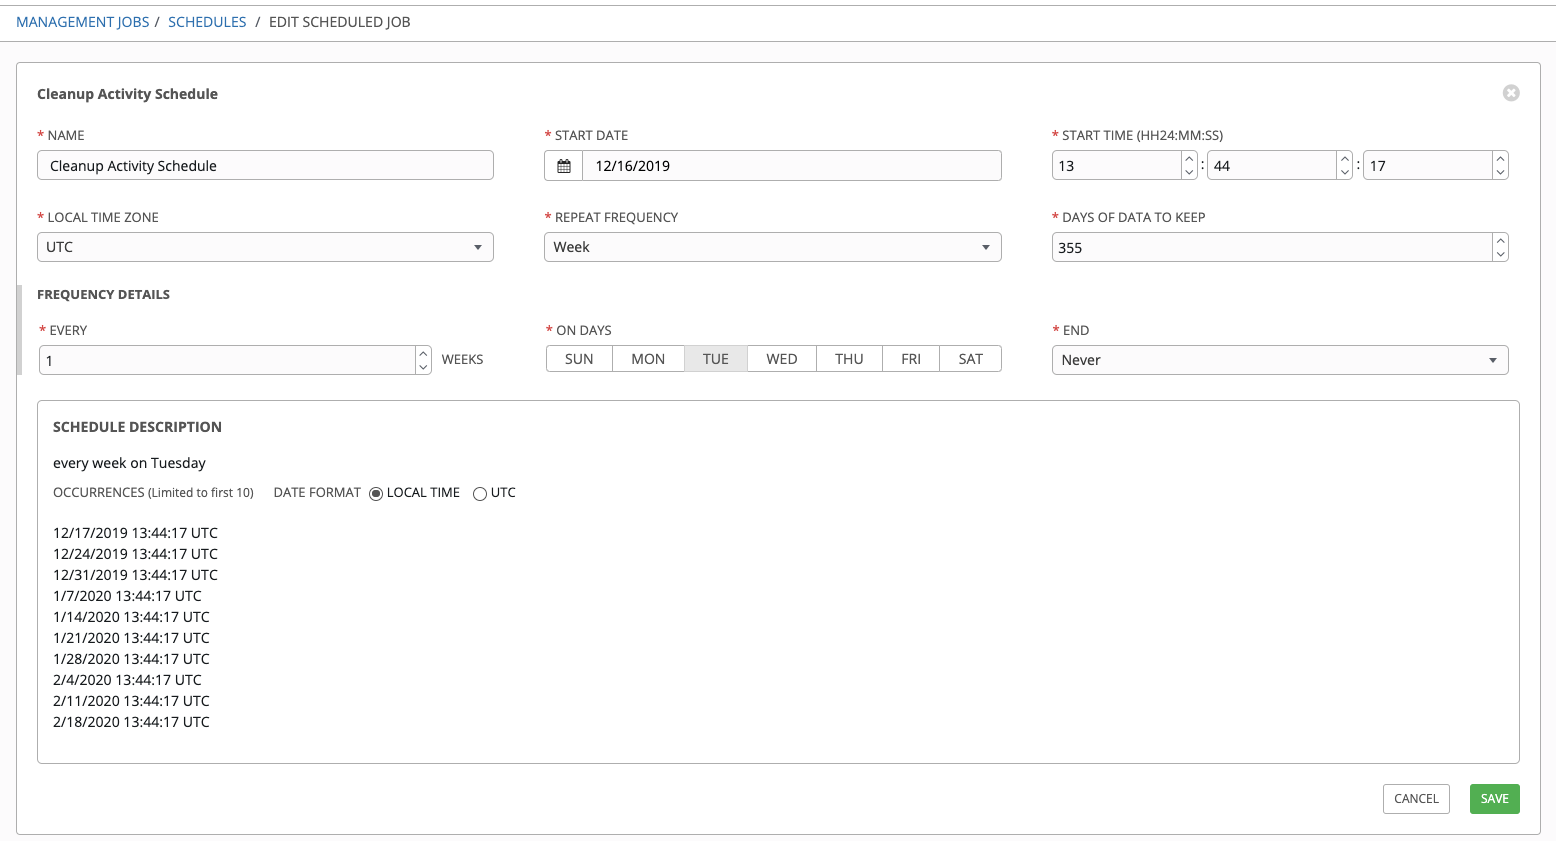 MANAGEMENT JOBS / SCHEDULES / EDIT SCHEDULED JOB
Cleanup Activity Schedule
* NAME
Cleanup Activity Schedule
* START DATE
12/16/2019
* START TIME (HH24:MM:SS)
13 : 44 : 17
* LOCAL TIME ZONE
UTC
* REPEAT FREQUENCY
Week
* DAYS OF DATA TO KEEP
355
FREQUENCY DETAILS
* EVERY
1 WEEKS
* ON DAYS
SUN MON TUE WED THU FRI SAT
* END
Never
SCHEDULE DESCRIPTION
every week on Tuesday
OCCURRENCES (Limited to first 10) DATE FORMAT LOCAL TIME UTC
12/17/2019 13:44:17 UTC
12/24/2019 13:44:17 UTC
12/31/2019 13:44:17 UTC
1/7/2020 13:44:17 UTC
1/14/2020 13:44:17 UTC
1/21/2020 13:44:17 UTC
1/28/2020 13:44:17 UTC
2/4/2020 13:44:17 UTC
2/11/2020 13:44:17 UTC
2/18/2020 13:44:17 UTC
CANCEL SAVE